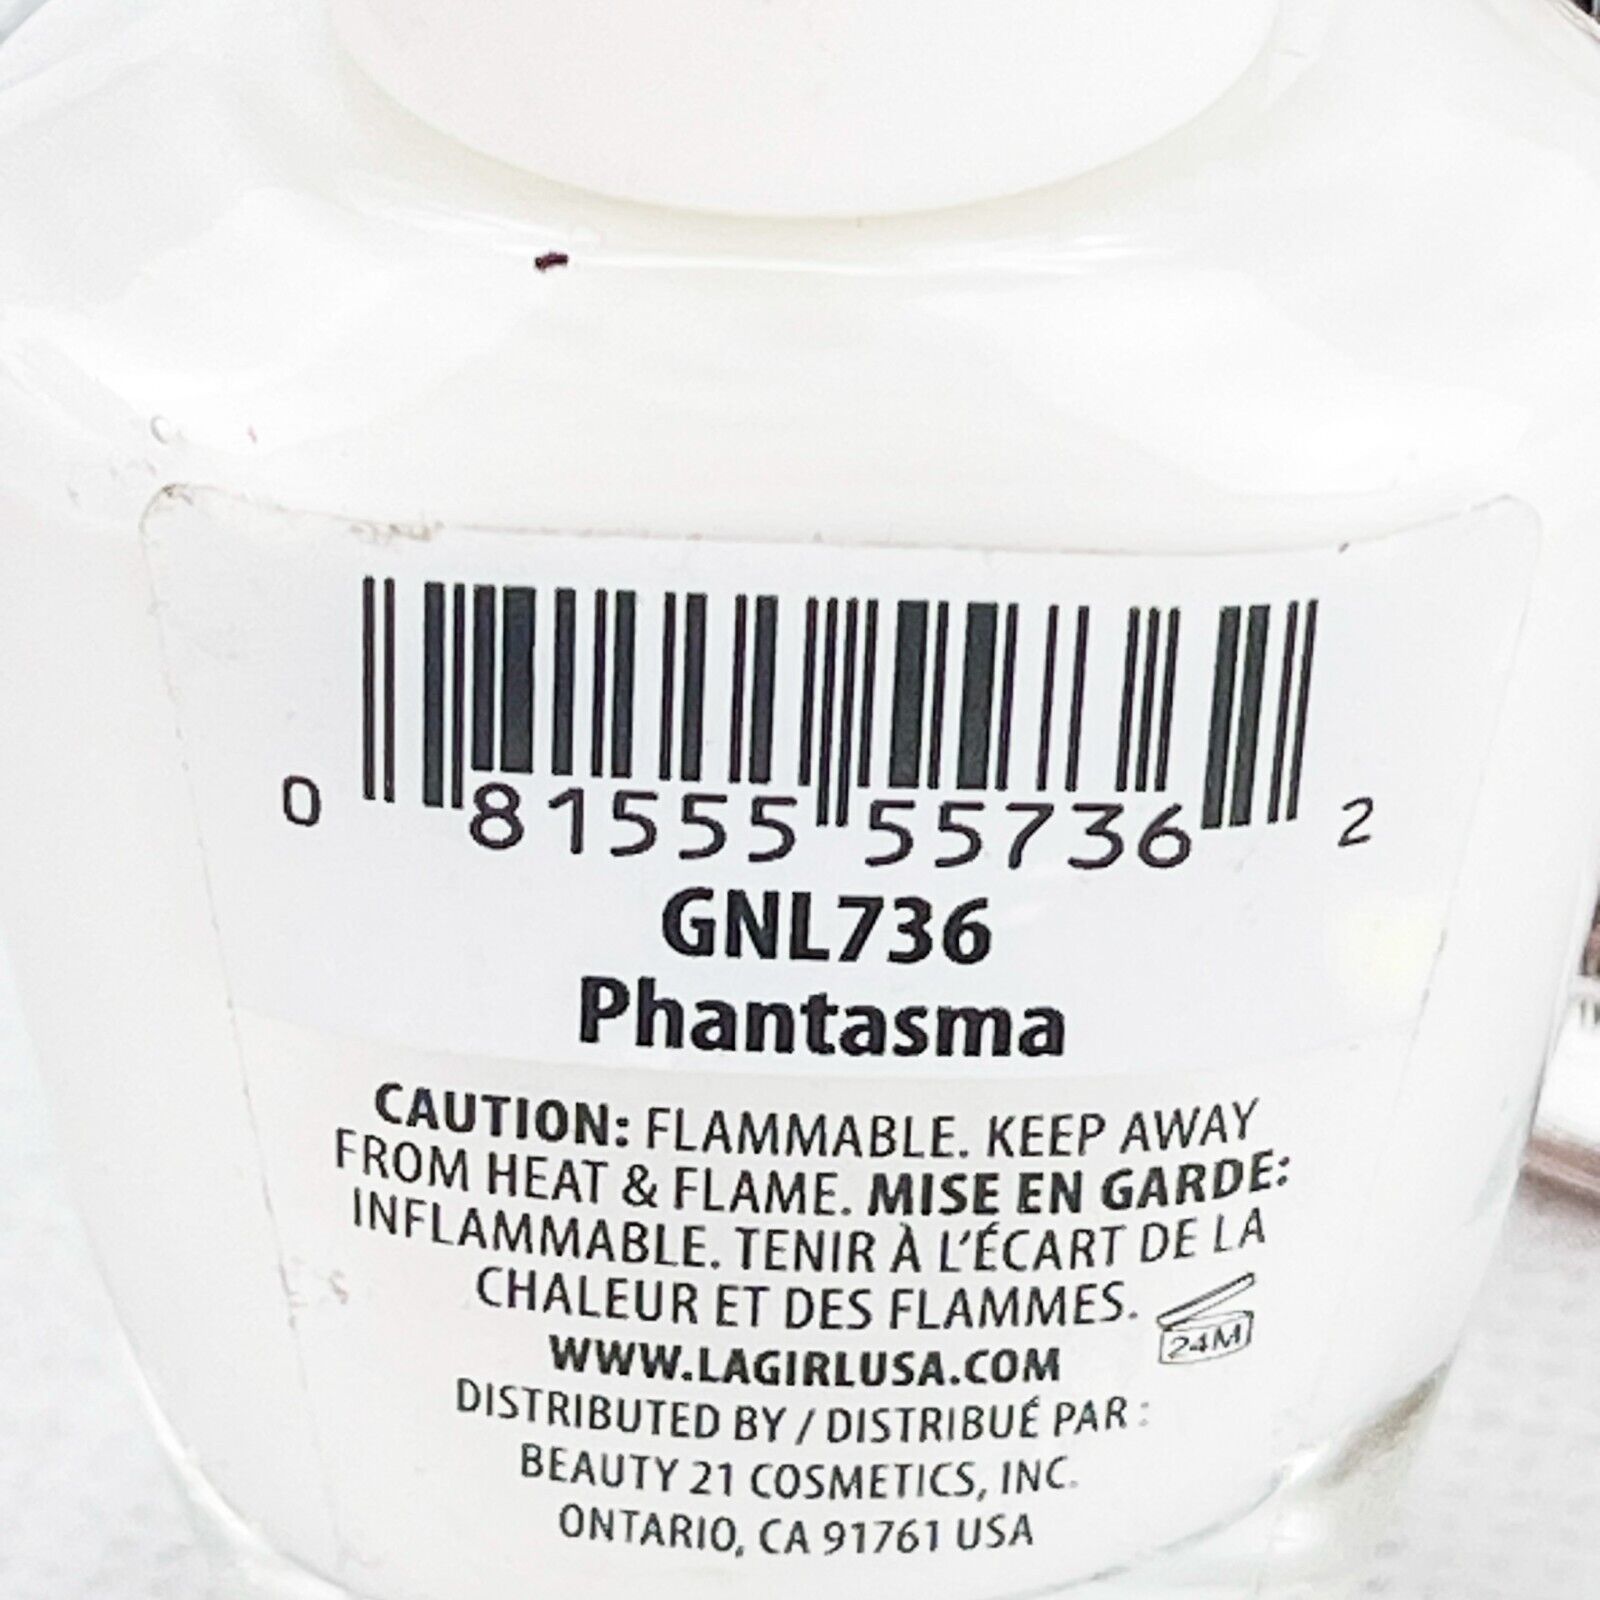 0 81555 55736 2
GNL736
Phantasma
CAUTION: FLAMMABLE. KEEP AWAY
FROM HEAT & FLAME. MISE EN GARDE:
INFLAMMABLE. TENIR À L'ÉCART DE LA
CHALEUR ET DES FLAMMES.
24M
WWW.LAGIRLUSA.COM
DISTRIBUTED BY / DISTRIBUÉ PAR :
BEAUTY 21 COSMETICS, INC.
ONTARIO, CA 91761 USA